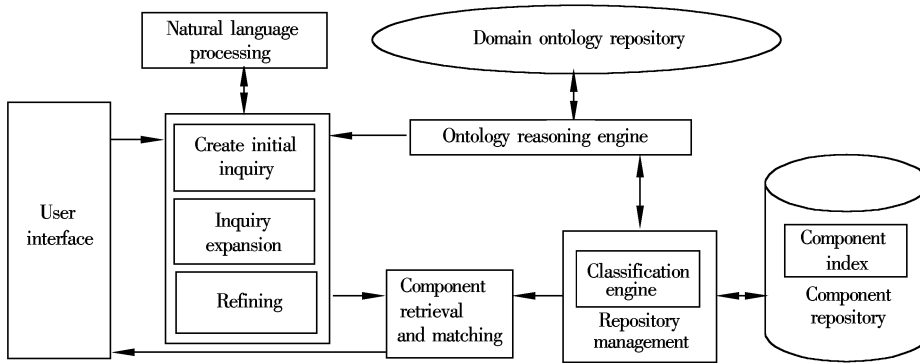 Natural language
processing
Domain ontology repository
Create initial
inquiry
Ontology reasoning engine
User
interface
Inquiry
expansion
Refining
Component
retrieval
and matching
Classification
engine
Repository
management
Component
index
Component
repository